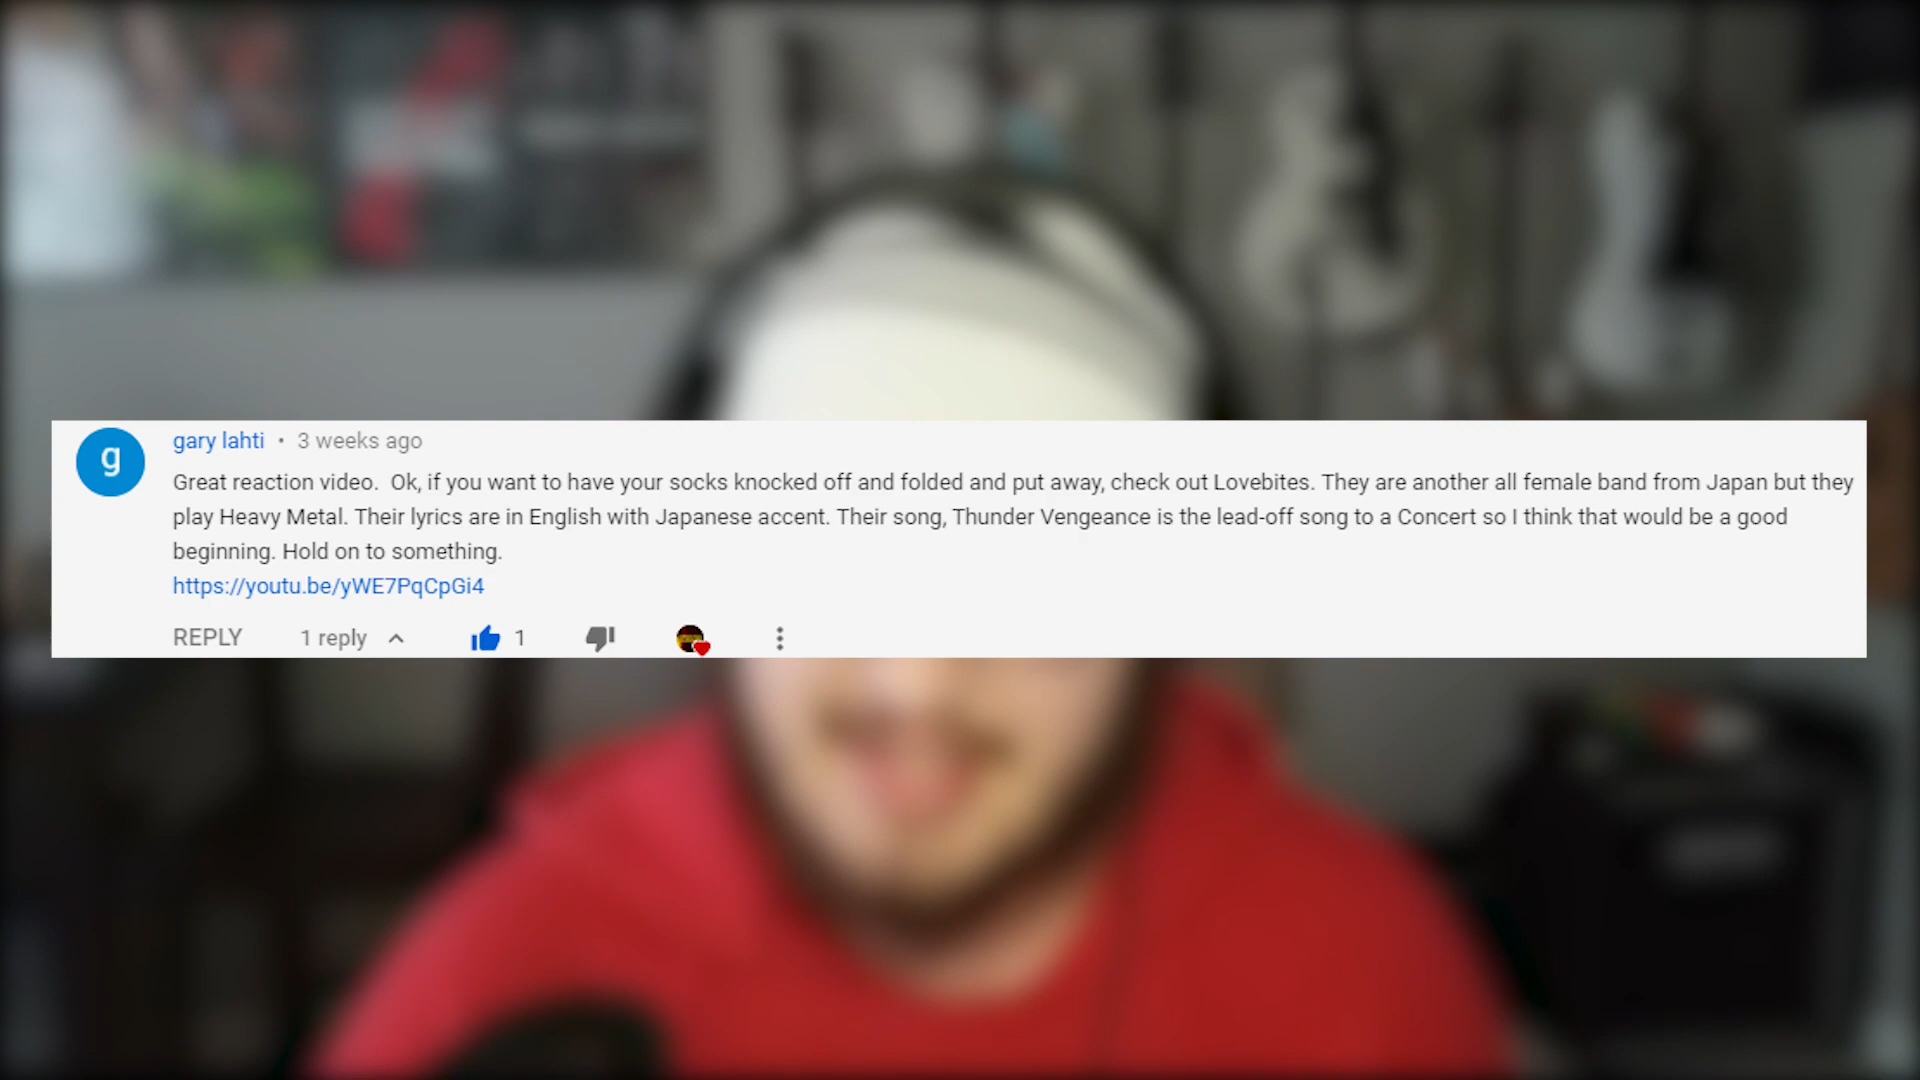 g
gary lahti • 3 weeks ago
Great reaction video.  Ok, if you want to have your socks knocked off and folded and put away, check out Lovebites. They are another all female band from Japan but they
play Heavy Metal. Their lyrics are in English with Japanese accent. Their song, Thunder Vengeance is the lead-off song to a Concert so I think that would be a good
beginning. Hold on to something.
https://youtu.be/yWE7PqCpGi4
REPLY 1 reply 1